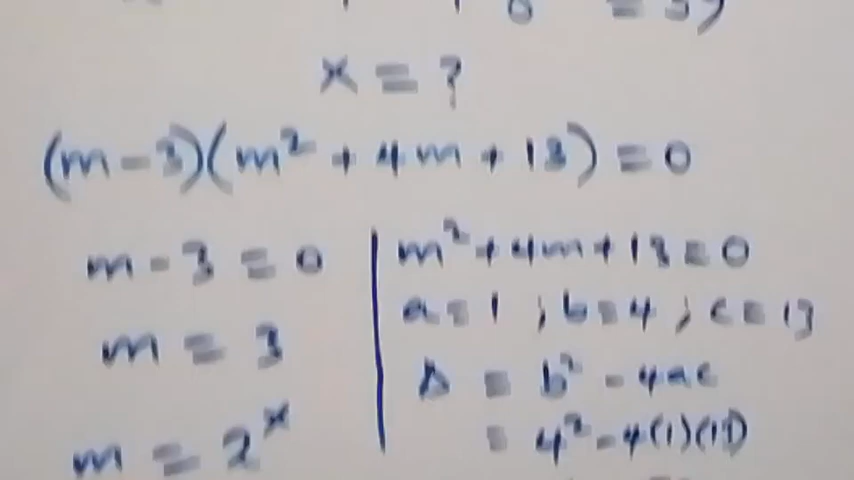 = 39
x = ?
(m - 3)(m² + 4m + 13) = 0
m - 3 = 0
m = 3
m = 2ˣ
m² + 4m + 13 = 0
a = 1 ; b = 4 ; c = 13
Δ = b² - 4ac
= 4² - 4(1)(13)